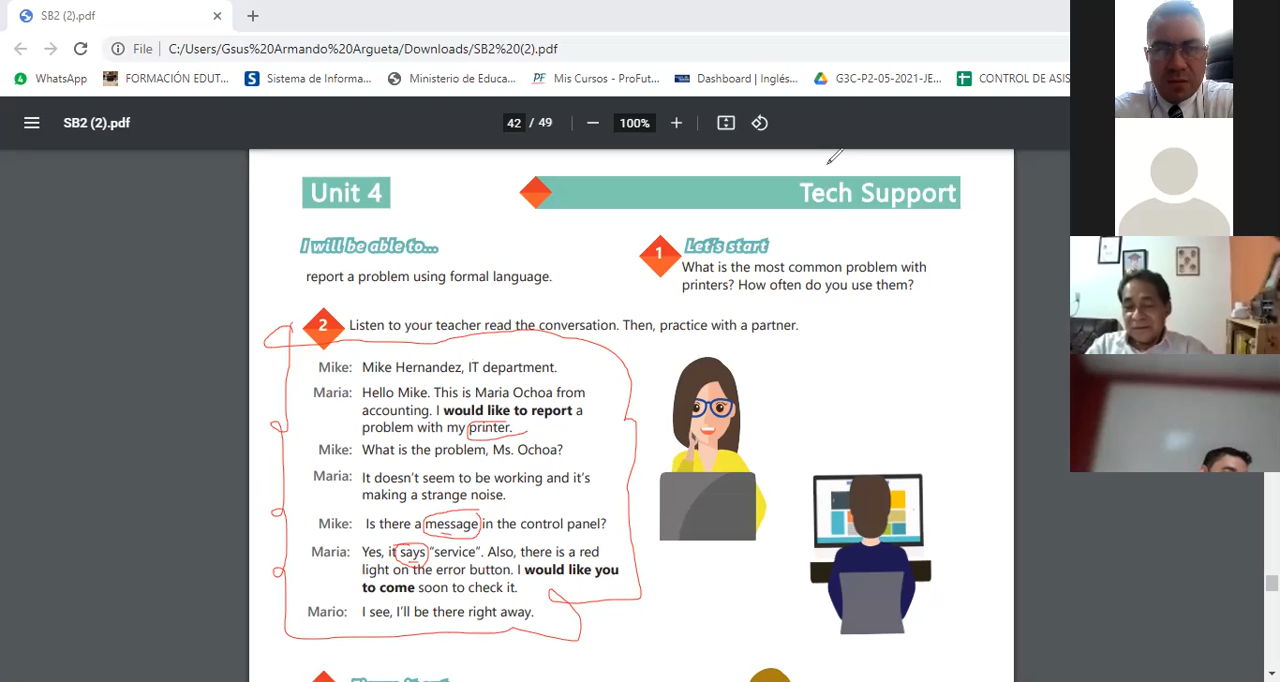 SB2 (2).pdf
File
C:/Users/Gsus%20Armando%20Argueta/Downloads/SB2%20(2).pdf
WhatsApp
FORMACIÓN EDUT...
Sistema de Informa...
Ministerio de Educa...
Mis Cursos - ProFut...
Dashboard | Inglés...
G3C-P2-05-2021-JE...
CONTROL DE ASIS
SB2 (2).pdf
42 / 49
100%
Unit 4
Tech Support
I will be able to...
report a problem using formal language.
1
Let's start
What is the most common problem with
printers? How often do you use them?
2
Listen to your teacher read the conversation. Then, practice with a partner.
Mike: Mike Hernandez, IT department.
Maria: Hello Mike. This is Maria Ochoa from
accounting. I would like to report a
problem with my printer.
Mike: What is the problem, Ms. Ochoa?
Maria: It doesn't seem to be working and it's
making a strange noise.
Mike: Is there a message in the control panel?
Maria: Yes, it says "service". Also, there is a red
light on the error button. I would like you
to come soon to check it.
Mario: I see, I'll be there right away.